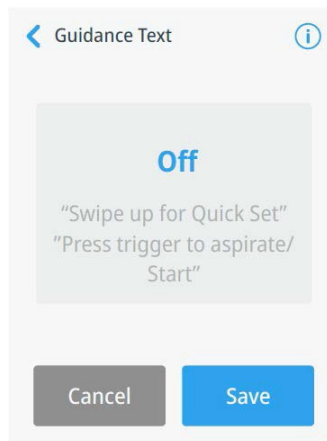 Guidance Text
Off
“Swipe up for Quick Set”
”Press trigger to aspirate/
Start”
Cancel
Save